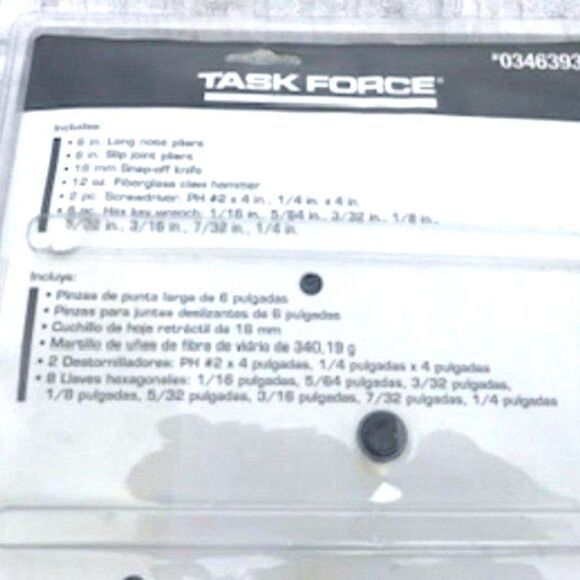 *0346393
TASK FORCE®
Includes
• 6 in. Long nose pliers
• 6 in. Slip joint pliers
• 18 mm Snap-off knife
• 12 oz. Fiberglass claw hammer
• 2 pc. Screwdriver: PH #2 x 4 in., 1/4 in. x 4 in.
• 8 pc. Hex key wrench: 1/16 in., 5/64 in., 3/32 in., 1/8 in.,
5/32 in., 3/16 in., 7/32 in., 1/4 in.
Incluye:
• Pinzas de punta larga de 6 pulgadas
• Pinzas para juntas deslizantes de 6 pulgadas
• Cuchillo de hoja retráctil de 18 mm
• Martillo de uñas de fibra de vidrio de 340,19 g
• 2 Destornilladores: PH #2 x 4 pulgadas, 1/4 pulgadas x 4 pulgadas
• 8 Llaves hexagonales: 1/16 pulgadas, 5/64 pulgadas, 3/32 pulgadas,
1/8 pulgadas, 5/32 pulgadas, 3/16 pulgadas, 7/32 pulgadas, 1/4 pulgadas